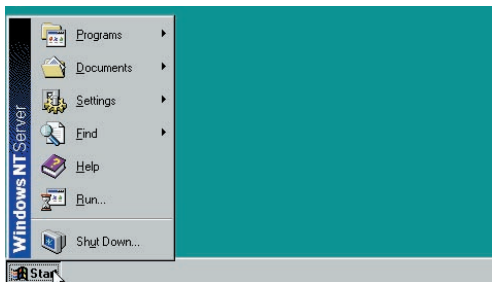 Programs
Documents
Settings
Find
Help
Run...
Shut Down...
Windows NT Server
Start